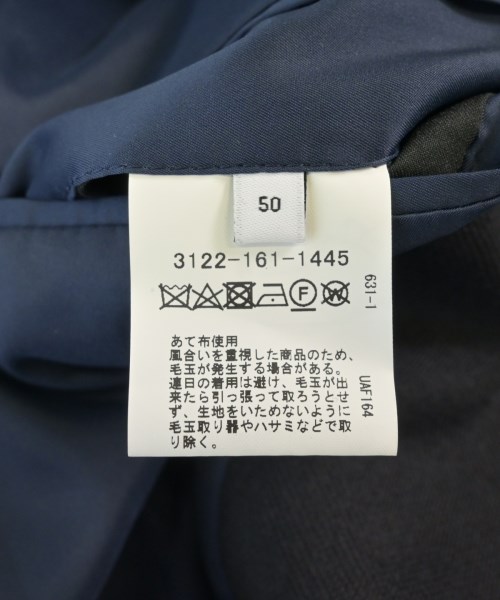 50
3122-161-1445
F
W
あて布使用
風合いを重視した商品のため、
毛玉が発生する場合がある。
連日の着用は避け、毛玉が出
来たら引っ張って取ろうとせ
ず、生地をいためないように
毛玉取り器やハサミなどで取
り除く。
631-1
UAF164